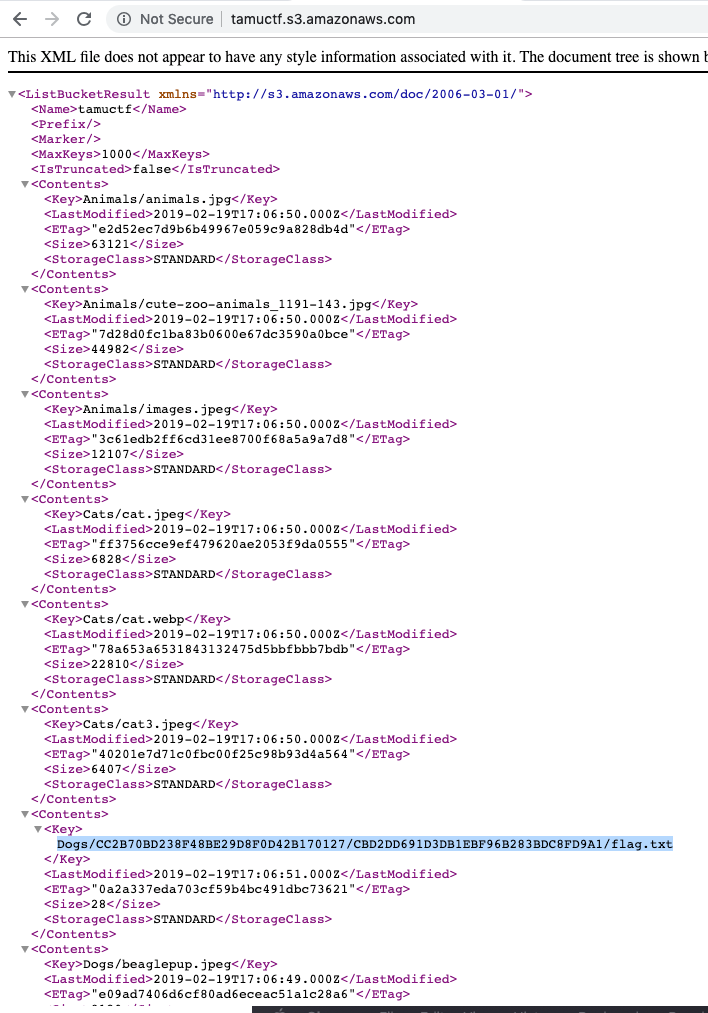 Not Secure | tamuctf.s3.amazonaws.com
This XML file does not appear to have any style information associated with it. The document tree is shown
▼<ListBucketResult xmlns="http://s3.amazonaws.com/doc/2006-03-01/">
<Name>tamuctf</Name>
<Prefix/>
<Marker/>
<MaxKeys>1000</MaxKeys>
<IsTruncated>false</IsTruncated>
▼<Contents>
<Key>Animals/animals.jpg</Key>
<LastModified>2019-02-19T17:06:50.000Z</LastModified>
<ETag>"e2d52ec7d9b6b49967e059c9a828db4d"</ETag>
<Size>63121</Size>
<StorageClass>STANDARD</StorageClass>
</Contents>
▼<Contents>
<Key>Animals/cute-zoo-animals_1191-143.jpg</Key>
<LastModified>2019-02-19T17:06:50.000Z</LastModified>
<ETag>"7d28d0fc1ba83b0600e67dc3590a0bce"</ETag>
<Size>44982</Size>
<StorageClass>STANDARD</StorageClass>
</Contents>
▼<Contents>
<Key>Animals/images.jpeg</Key>
<LastModified>2019-02-19T17:06:50.000Z</LastModified>
<ETag>"3c61edb2ff6cd31ee8700f68a5a9a7d8"</ETag>
<Size>12107</Size>
<StorageClass>STANDARD</StorageClass>
</Contents>
▼<Contents>
<Key>Cats/cat.jpeg</Key>
<LastModified>2019-02-19T17:06:50.000Z</LastModified>
<ETag>"ff3756cce9ef479620ae2053f9da0555"</ETag>
<Size>6828</Size>
<StorageClass>STANDARD</StorageClass>
</Contents>
▼<Contents>
<Key>Cats/cat.webp</Key>
<LastModified>2019-02-19T17:06:50.000Z</LastModified>
<ETag>"78a653a6531843132475d5bbfbbb7bdb"</ETag>
<Size>22810</Size>
<StorageClass>STANDARD</StorageClass>
</Contents>
▼<Contents>
<Key>Cats/cat3.jpeg</Key>
<LastModified>2019-02-19T17:06:50.000Z</LastModified>
<ETag>"40201e7d71c0fbc00f25c98b93d4a564"</ETag>
<Size>6407</Size>
<StorageClass>STANDARD</StorageClass>
</Contents>
▼<Contents>
▼<Key>
Dogs/CC2B70BD238F48BE29D8F0D42B170127/CBD2DD691D3DB1EBF96B283BDC8FD9A1/flag.txt
</Key>
<LastModified>2019-02-19T17:06:51.000Z</LastModified>
<ETag>"0a2a337eda703cf59b4bc491dbc73621"</ETag>
<Size>28</Size>
<StorageClass>STANDARD</StorageClass>
</Contents>
▼<Contents>
<Key>Dogs/beaglepup.jpeg</Key>
<LastModified>2019-02-19T17:06:49.000Z</LastModified>
<ETag>"e09ad7406d6cf80ad6eceac51a1c28a6"</ETag>